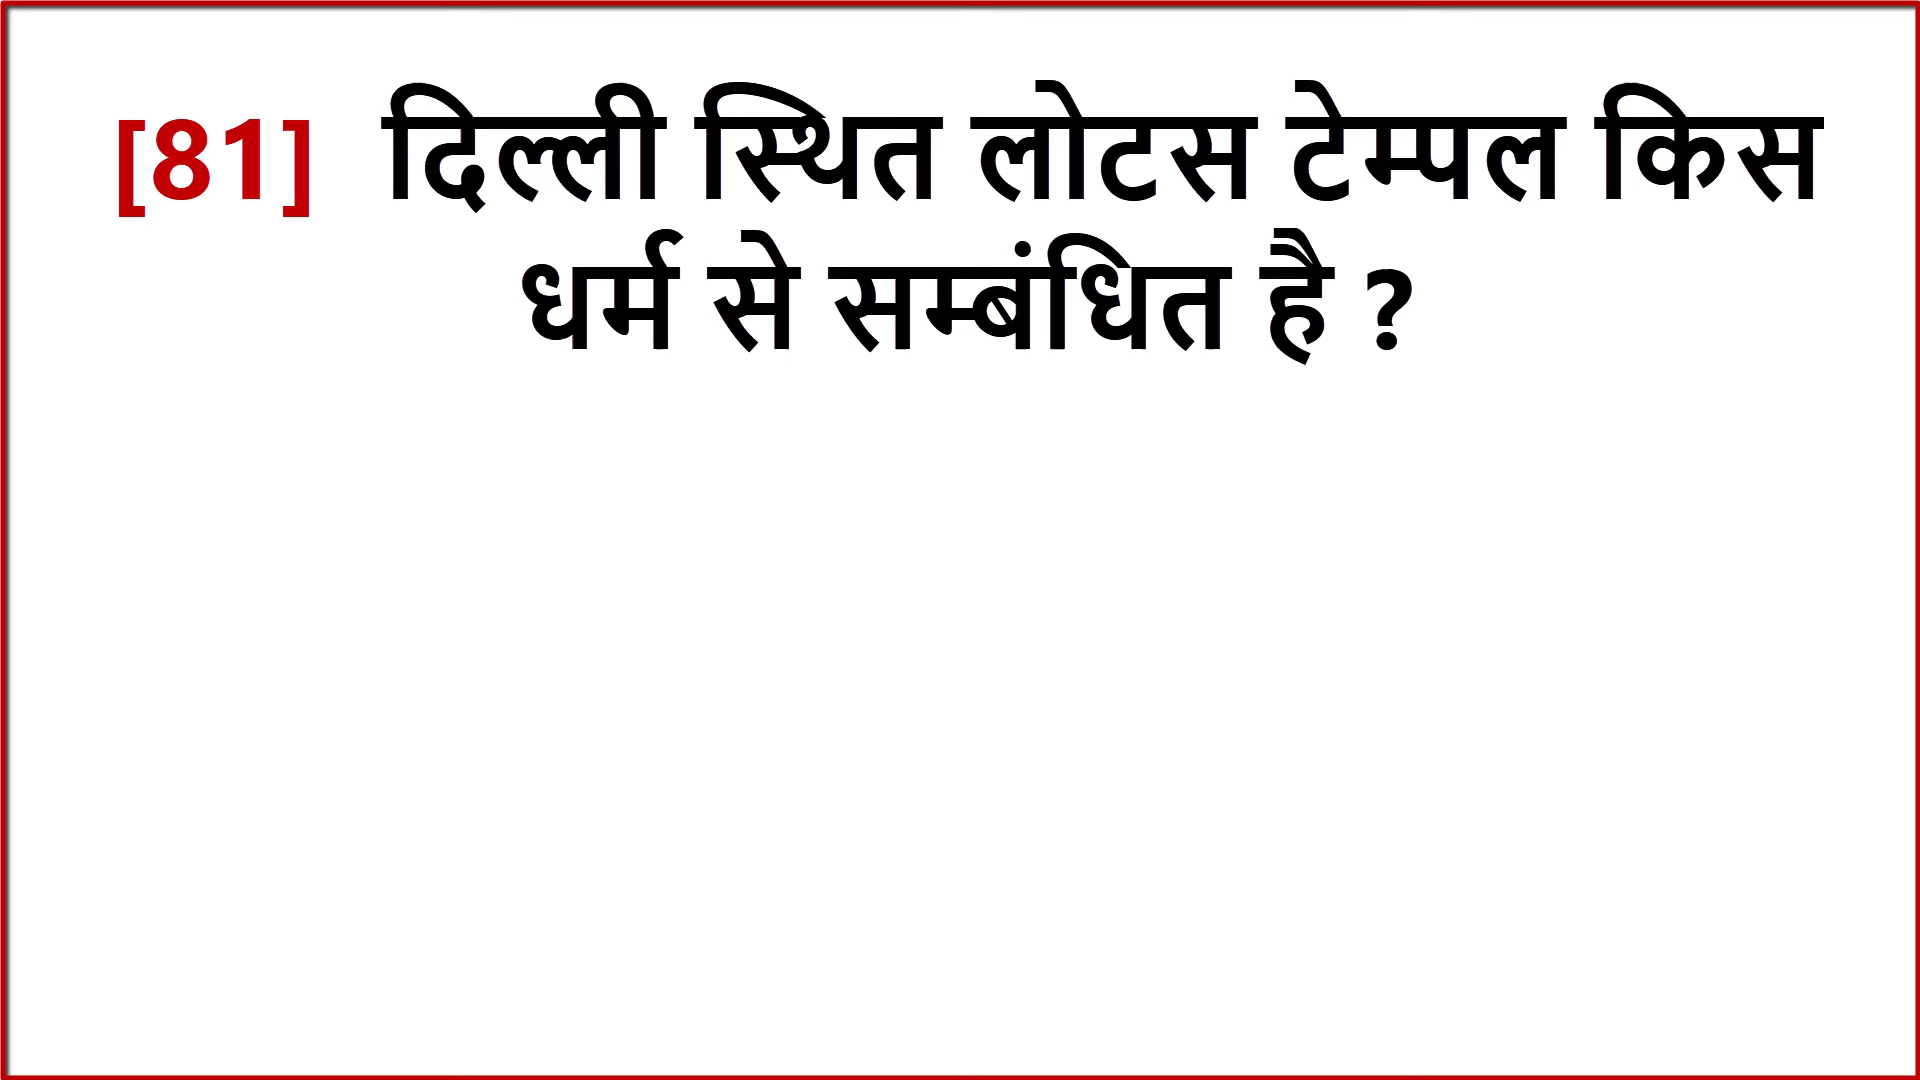 [81] दिल्ली स्थित लोटस टेम्पल किस
धर्म से सम्बंधित है ?